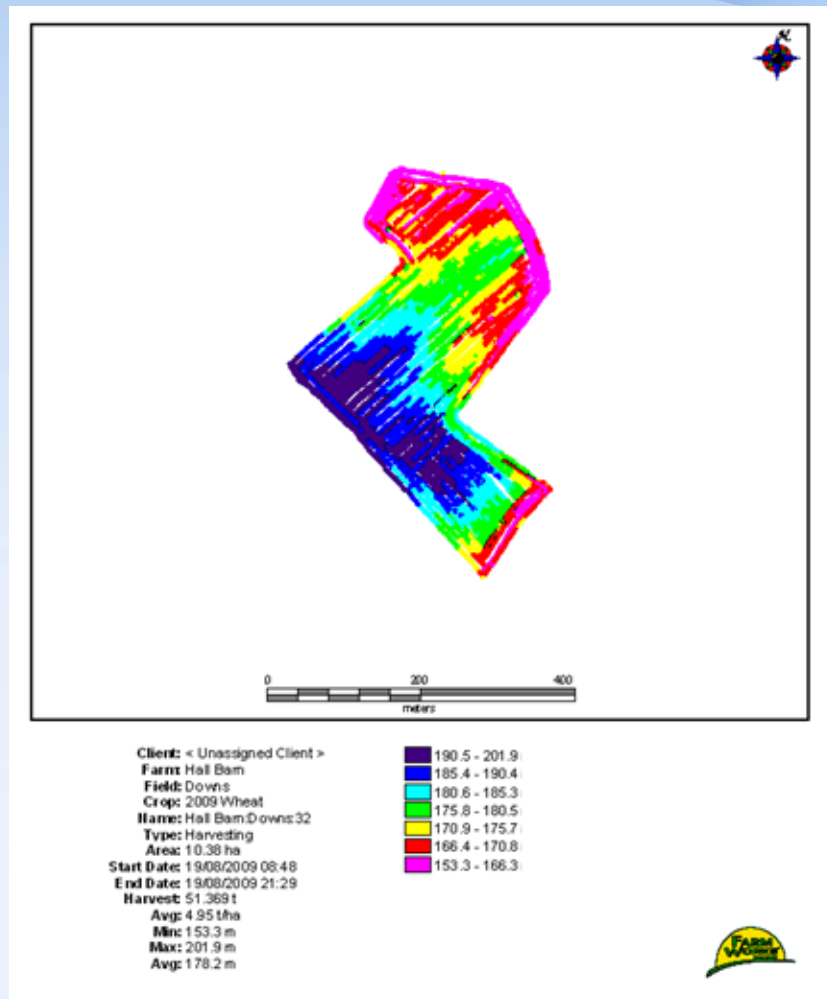 N
0 200 400
meters
Client: < Unassigned Client >
Farm: Hall Barn
Field: Downs
Crop: 2009 Wheat
Name: Hall Barn:Downs:32
Type: Harvesting
Area: 10.38 ha
Start Date: 19/08/2009 08:48
End Date: 19/08/2009 21:29
Harvest: 51.369 t
Avg: 4.95 t/ha
Min: 153.3 m
Max: 201.9 m
Avg: 178.2 m
190.5 - 201.9
185.4 - 190.4
180.6 - 185.3
175.8 - 180.5
170.9 - 175.7
166.4 - 170.8
153.3 - 166.3
FARM
WORKS